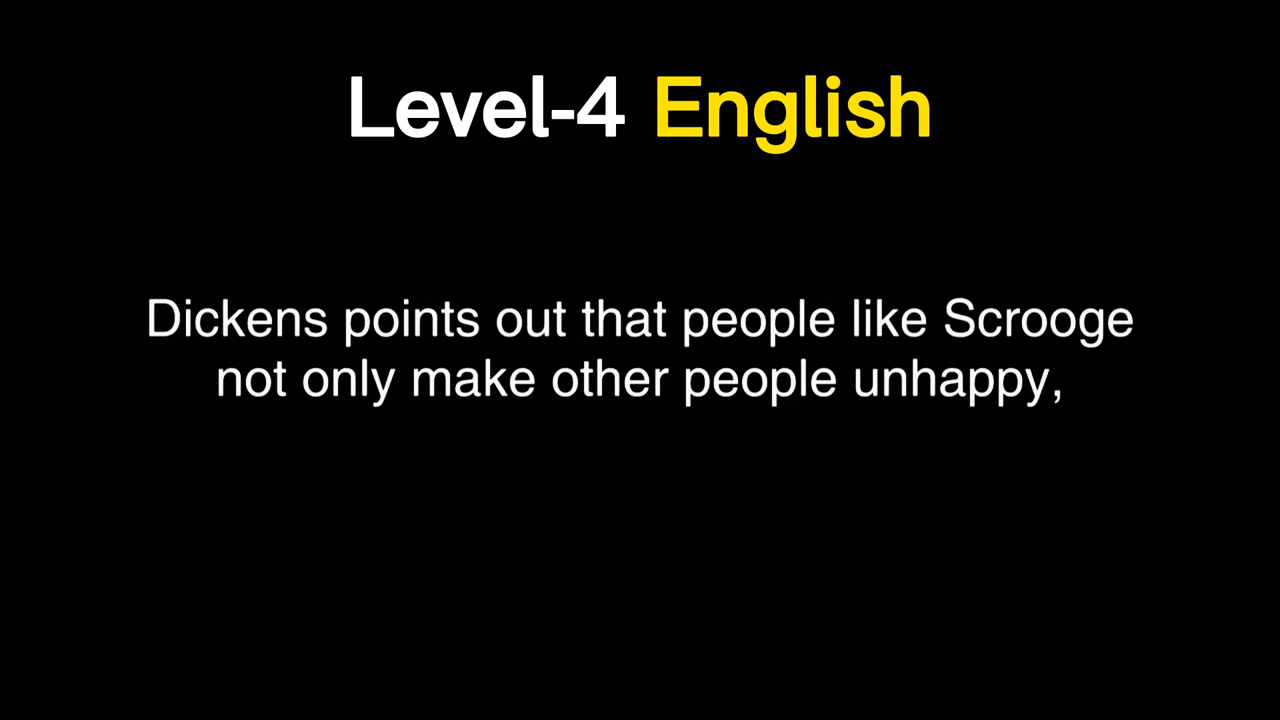 Level-4 English
Dickens points out that people like Scrooge
not only make other people unhappy,